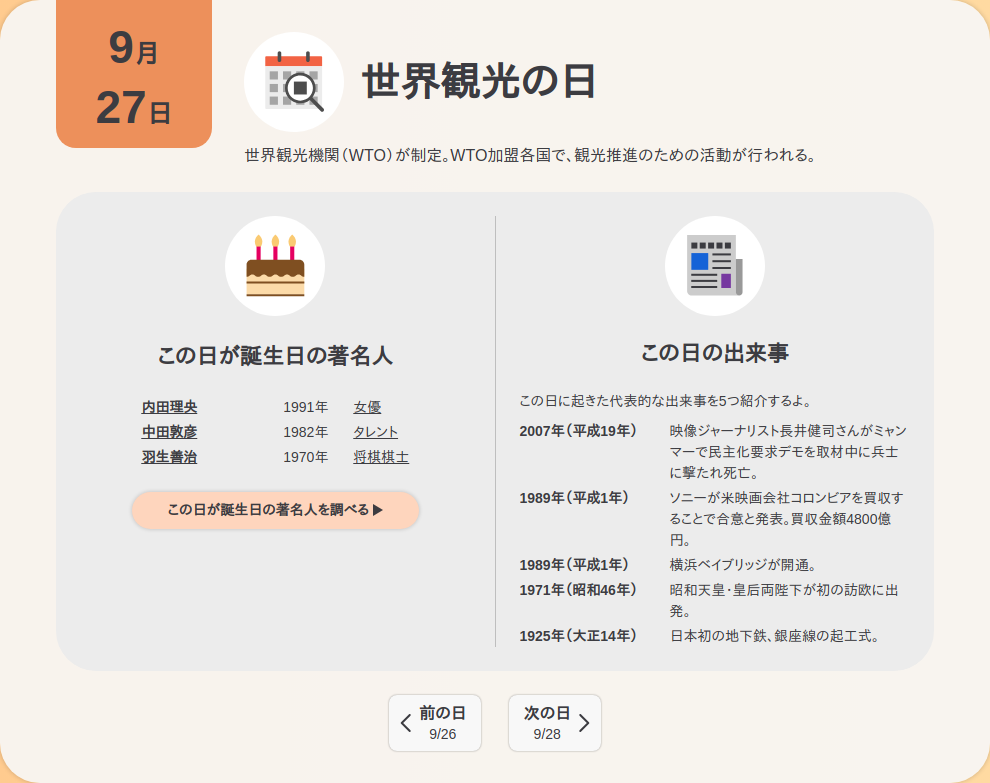 9月
27日
世界観光の日
世界観光機関（WTO）が制定。WTO加盟各国で、観光推進のための活動が行われる。
この日が誕生日の著名人
内田理央 1991年 女優
中田敦彦 1982年 タレント
羽生善治 1970年 将棋棋士
この日が誕生日の著名人を調べる▶
この日の出来事
この日に起きた代表的な出来事を5つ紹介するよ。
2007年（平成19年） 映像ジャーナリスト長井健司さんがミャン
マーで民主化要求デモを取材中に兵士
に撃たれ死亡。
1989年（平成1年） ソニーが米映画会社コロンビアを買収す
ることで合意と発表。買収金額4800億
円。
1989年（平成1年） 横浜ベイブリッジが開通。
1971年（昭和46年） 昭和天皇・皇后両陛下が初の訪欧に出
発。
1925年（大正14年） 日本初の地下鉄、銀座線の起工式。
前の日
9/26
次の日
9/28